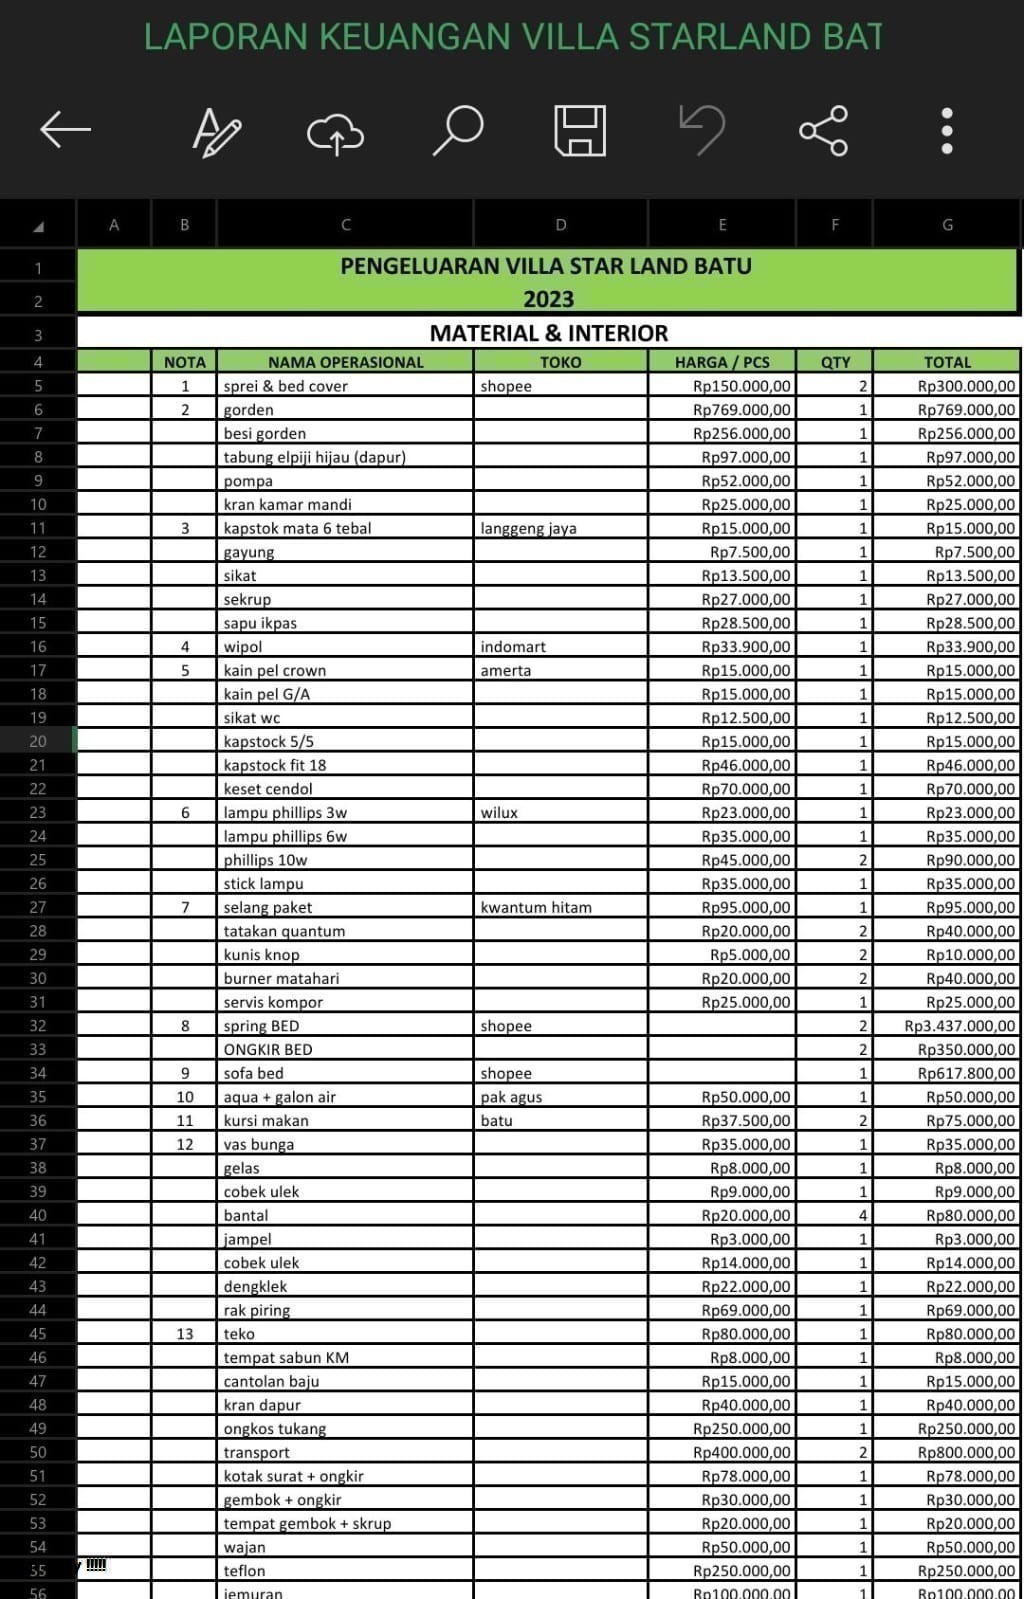 LAPORAN KEUANGAN VILLA STARLAND BAT
A B C D E F G
1 PENGELUARAN VILLA STAR LAND BATU
2 2023
3 MATERIAL & INTERIOR
4 NOTA NAMA OPERASIONAL TOKO HARGA / PCS QTY TOTAL
5 1 sprei & bed cover shopee Rp150.000,00 2 Rp300.000,00
6 2 gorden Rp769.000,00 1 Rp769.000,00
7 besi gorden Rp256.000,00 1 Rp256.000,00
8 tabung elpiji hijau (dapur) Rp97.000,00 1 Rp97.000,00
9 pompa Rp52.000,00 1 Rp52.000,00
10 kran kamar mandi Rp25.000,00 1 Rp25.000,00
11 3 kapstok mata 6 tebal langgeng jaya Rp15.000,00 1 Rp15.000,00
12 gayung Rp7.500,00 1 Rp7.500,00
13 sikat Rp13.500,00 1 Rp13.500,00
14 sekrup Rp27.000,00 1 Rp27.000,00
15 sapu ikpas Rp28.500,00 1 Rp28.500,00
16 4 wipol indomart Rp33.900,00 1 Rp33.900,00
17 5 kain pel crown amerta Rp15.000,00 1 Rp15.000,00
18 kain pel G/A Rp15.000,00 1 Rp15.000,00
19 sikat wc Rp12.500,00 1 Rp12.500,00
20 kapstock 5/5 Rp15.000,00 1 Rp15.000,00
21 kapstock fit 18 Rp46.000,00 1 Rp46.000,00
22 keset cendol Rp70.000,00 1 Rp70.000,00
23 6 lampu phillips 3w wilux Rp23.000,00 1 Rp23.000,00
24 lampu phillips 6w Rp35.000,00 1 Rp35.000,00
25 phillips 10w Rp45.000,00 2 Rp90.000,00
26 stick lampu Rp35.000,00 1 Rp35.000,00
27 7 selang paket kwantum hitam Rp95.000,00 1 Rp95.000,00
28 tatakan quantum Rp20.000,00 2 Rp40.000,00
29 kunis knop Rp5.000,00 2 Rp10.000,00
30 burner matahari Rp20.000,00 2 Rp40.000,00
31 servis kompor Rp25.000,00 1 Rp25.000,00
32 8 spring BED shopee 2 Rp3.437.000,00
33 ONGKIR BED 2 Rp350.000,00
34 9 sofa bed shopee 1 Rp617.800,00
35 10 aqua + galon air pak agus Rp50.000,00 1 Rp50.000,00
36 11 kursi makan batu Rp37.500,00 2 Rp75.000,00
37 12 vas bunga Rp35.000,00 1 Rp35.000,00
38 gelas Rp8.000,00 1 Rp8.000,00
39 cobek ulek Rp9.000,00 1 Rp9.000,00
40 bantal Rp20.000,00 4 Rp80.000,00
41 jampel Rp3.000,00 1 Rp3.000,00
42 cobek ulek Rp14.000,00 1 Rp14.000,00
43 dengklek Rp22.000,00 1 Rp22.000,00
44 rak piring Rp69.000,00 1 Rp69.000,00
45 13 teko Rp80.000,00 1 Rp80.000,00
46 tempat sabun KM Rp8.000,00 1 Rp8.000,00
47 cantolan baju Rp15.000,00 1 Rp15.000,00
48 kran dapur Rp40.000,00 1 Rp40.000,00
49 ongkos tukang Rp250.000,00 1 Rp250.000,00
50 transport Rp400.000,00 2 Rp800.000,00
51 kotak surat + ongkir Rp78.000,00 1 Rp78.000,00
52 gembok + ongkir Rp30.000,00 1 Rp30.000,00
53 tempat gembok + skrup Rp20.000,00 1 Rp20.000,00
54 wajan Rp50.000,00 1 Rp50.000,00
55 teflon Rp250.000,00 1 Rp250.000,00
56 jemuran Rp100.000,00 1 Rp100.000,00